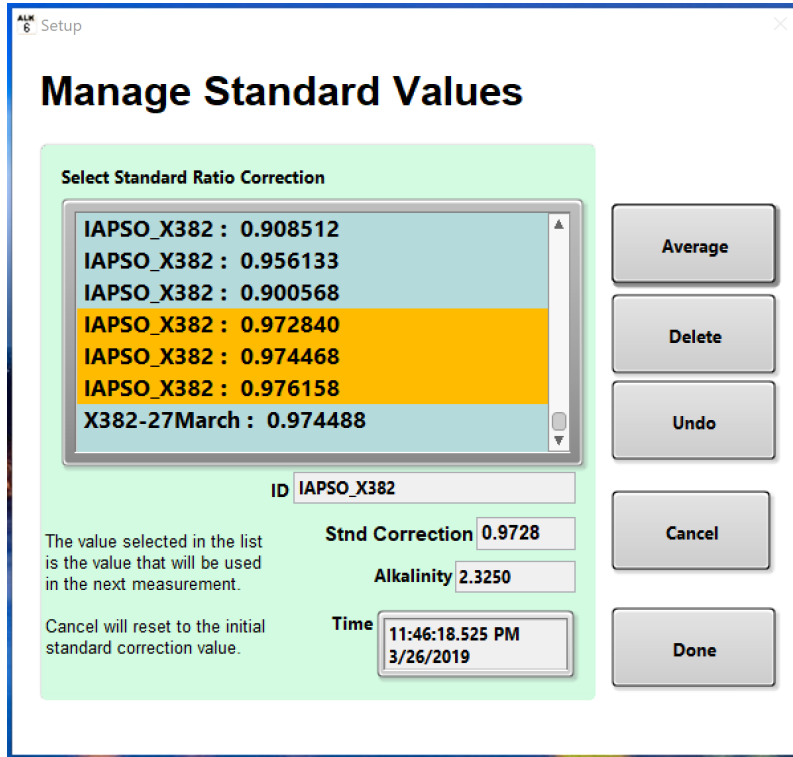 ALK
6
Setup
Manage Standard Values
Select Standard Ratio Correction
IAPSO_X382 : 0.908512
IAPSO_X382 : 0.956133
IAPSO_X382 : 0.900568
IAPSO_X382 : 0.972840
IAPSO_X382 : 0.974468
IAPSO_X382 : 0.976158
X382-27March : 0.974488
ID IAPSO_X382
Stnd Correction 0.9728
Alkalinity 2.3250
Time 11:46:18.525 PM
3/26/2019
The value selected in the list
is the value that will be used
in the next measurement.
Cancel will reset to the initial
standard correction value.
Average
Delete
Undo
Cancel
Done